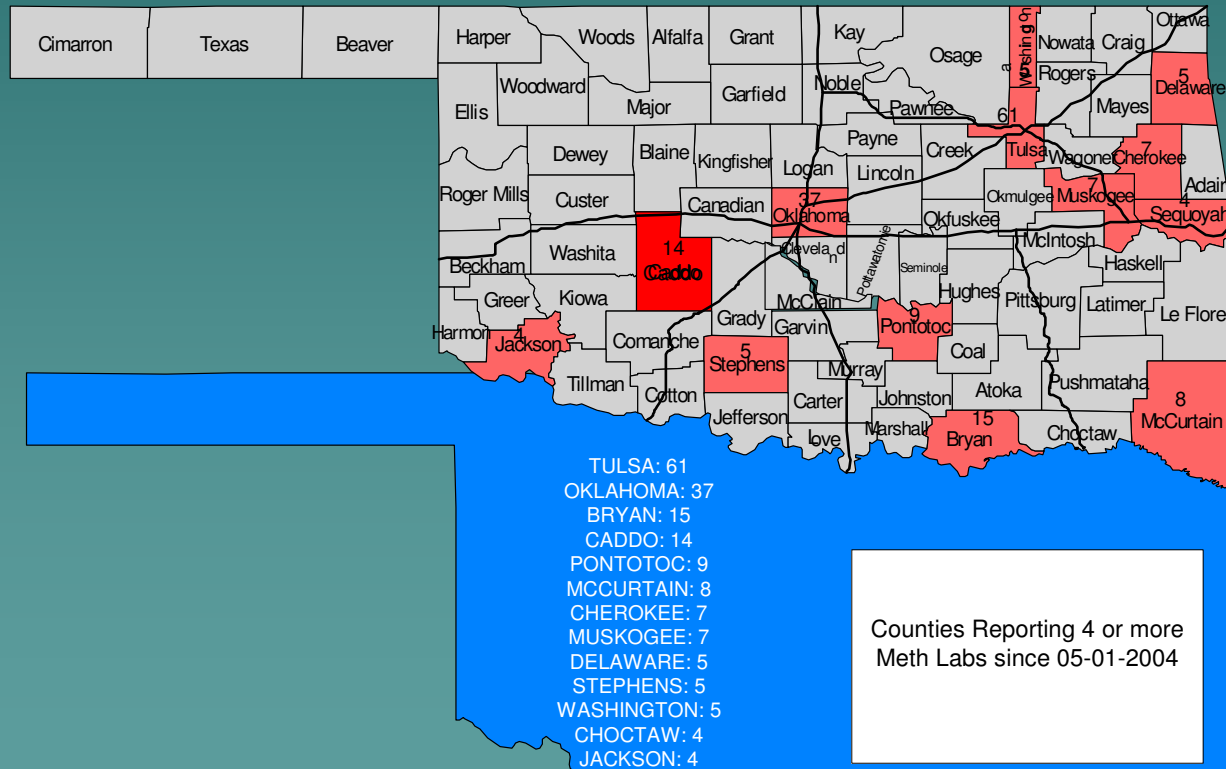 Cimarron
Texas
Beaver
Harper
Woods
Alfalfa
Grant
Kay
Osage
Washington
5
Nowata
Craig
Ottawa
Woodward
Ellis
Major
Garfield
Noble
Pawnee
Rogers
Mayes
5
Delaware
61
Tulsa
Dewey
Blaine
Kingfisher
Logan
Payne
Lincoln
Creek
Wagoner
7
Cherokee
Adair
Roger Mills
Custer
Canadian
37
Oklahoma
Okfuskee
Okmulgee
7
Muskogee
4
Sequoyah
Beckham
Washita
14
Caddo
Cleveland
Pottawatomie
Seminole
McIntosh
Haskell
Greer
Kiowa
Grady
McClain
Hughes
Pittsburg
Latimer
Le Flore
Harmon
4
Jackson
Comanche
Garvin
9
Pontotoc
Coal
Tillman
Cotton
5
Stephens
Murray
Johnston
Atoka
Pushmataha
8
McCurtain
Jefferson
Carter
Love
Marshall
15
Bryan
Choctaw
TULSA: 61
OKLAHOMA: 37
BRYAN: 15
CADDO: 14
PONTOTOC: 9
MCCURTAIN: 8
CHEROKEE: 7
MUSKOGEE: 7
DELAWARE: 5
STEPHENS: 5
WASHINGTON: 5
CHOCTAW: 4
JACKSON: 4
Counties Reporting 4 or more
Meth Labs since 05-01-2004